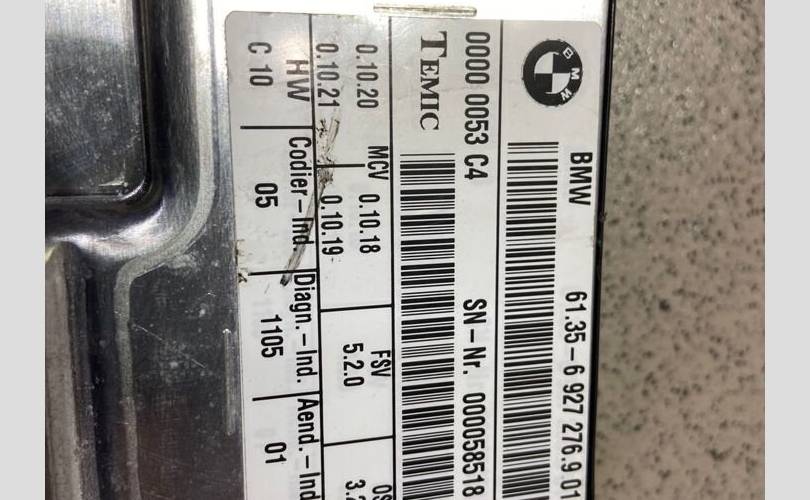 BMW
BMW 61.35-6 927 276.9 01
0000 0053 C4 SN-Nr. 000058518
TEMIC
0.10.20 MCV 0.10.18 FSV
0.10.21 0.10.19 5.2.0
HW Codier-Ind. Diagn.-Ind. Aend.-Ind
C 10 05 1105 01